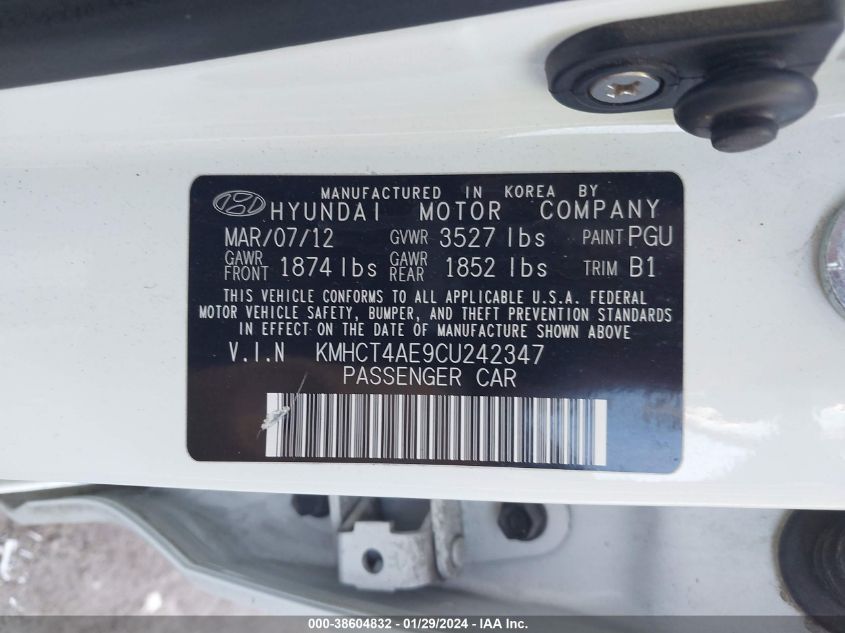 MANUFACTURED IN KOREA BY
HYUNDAI MOTOR COMPANY
MAR/07/12 GVWR 3527 lbs PAINT PGU
GAWR FRONT 1874 lbs GAWR REAR 1852 lbs TRIM B1
THIS VEHICLE CONFORMS TO ALL APPLICABLE U.S.A. FEDERAL
MOTOR VEHICLE SAFETY, BUMPER, AND THEFT PREVENTION STANDARDS
IN EFFECT ON THE DATE OF MANUFACTURE SHOWN ABOVE
V.I.N KMHCT4AE9CU242347
PASSENGER CAR
000-38604832 - 01/29/2024 - IAA Inc.